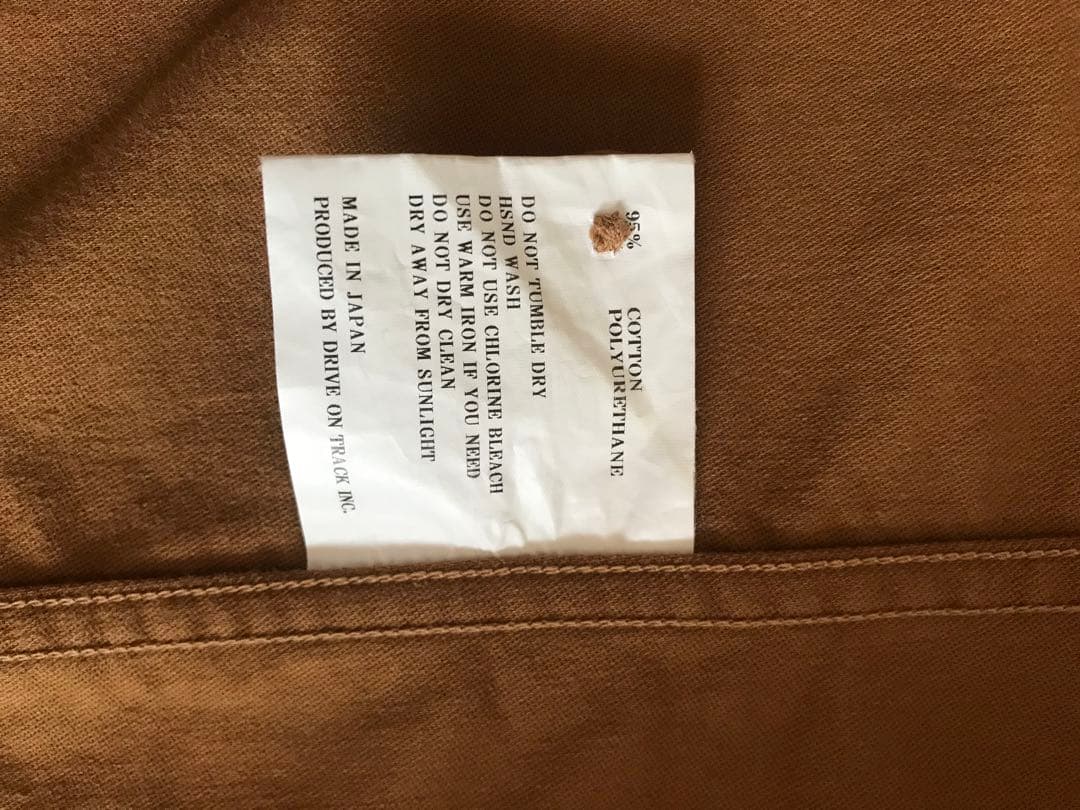 95% COTTON
POLYURETHANE
DO NOT TUMBLE DRY
HSND WASH
DO NOT USE CHLORINE BLEACH
USE WARM IRON IF YOU NEED
DO NOT DRY CLEAN
DRY AWAY FROM SUNLIGHT
MADE IN JAPAN
PRODUCED BY DRIVE ON TRACK INC.